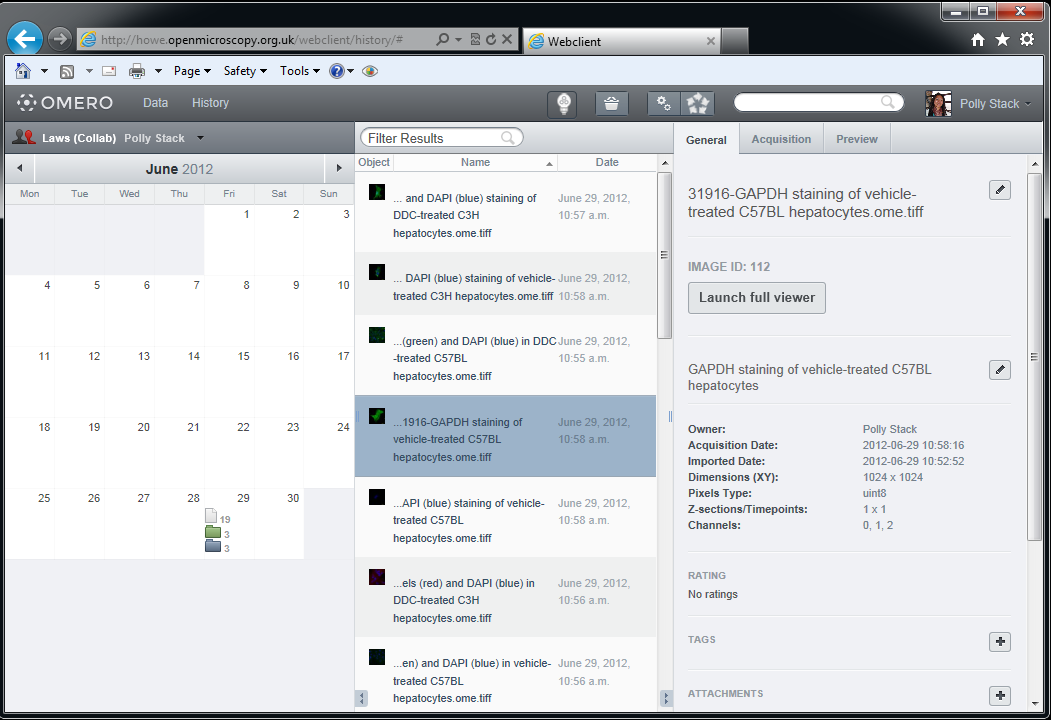 http://howe.openmicroscopy.org.uk/webclient/history/#
Webclient
Page
Safety
Tools
OMERO
Data
History
Polly Stack
Laws (Collab) Polly Stack
June 2012
Mon Tue Wed Thu Fri Sat Sun
1 2 3
4 5 6 7 8 9 10
11 12 13 14 15 16 17
18 19 20 21 22 23 24
25 26 27 28 29 30
19
3
3
Filter Results
Object Name Date
... and DAPI (blue) staining of
DDC-treated C3H
hepatocytes.ome.tiff
June 29, 2012,
10:57 a.m.
... DAPI (blue) staining of vehicle-
treated C3H hepatocytes.ome.tiff
June 29, 2012,
10:58 a.m.
...(green) and DAPI (blue) in DDC
-treated C57BL
hepatocytes.ome.tiff
June 29, 2012,
10:55 a.m.
...1916-GAPDH staining of
vehicle-treated C57BL
hepatocytes.ome.tiff
June 29, 2012,
10:58 a.m.
...API (blue) staining of vehicle-
treated C57BL
hepatocytes.ome.tiff
June 29, 2012,
10:58 a.m.
...els (red) and DAPI (blue) in
DDC-treated C3H
hepatocytes.ome.tiff
June 29, 2012,
10:56 a.m.
...en) and DAPI (blue) in vehicle-
treated C57BL
hepatocytes.ome.tiff
June 29, 2012,
10:56 a.m.
General
Acquisition
Preview
31916-GAPDH staining of vehicle-
treated C57BL hepatocytes.ome.tiff
IMAGE ID: 112
Launch full viewer
GAPDH staining of vehicle-treated C57BL
hepatocytes
Owner: Polly Stack
Acquisition Date: 2012-06-29 10:58:16
Imported Date: 2012-06-29 10:52:52
Dimensions (XY): 1024 x 1024
Pixels Type: uint8
Z-sections/Timepoints: 1 x 1
Channels: 0, 1, 2
RATING
No ratings
TAGS
ATTACHMENTS